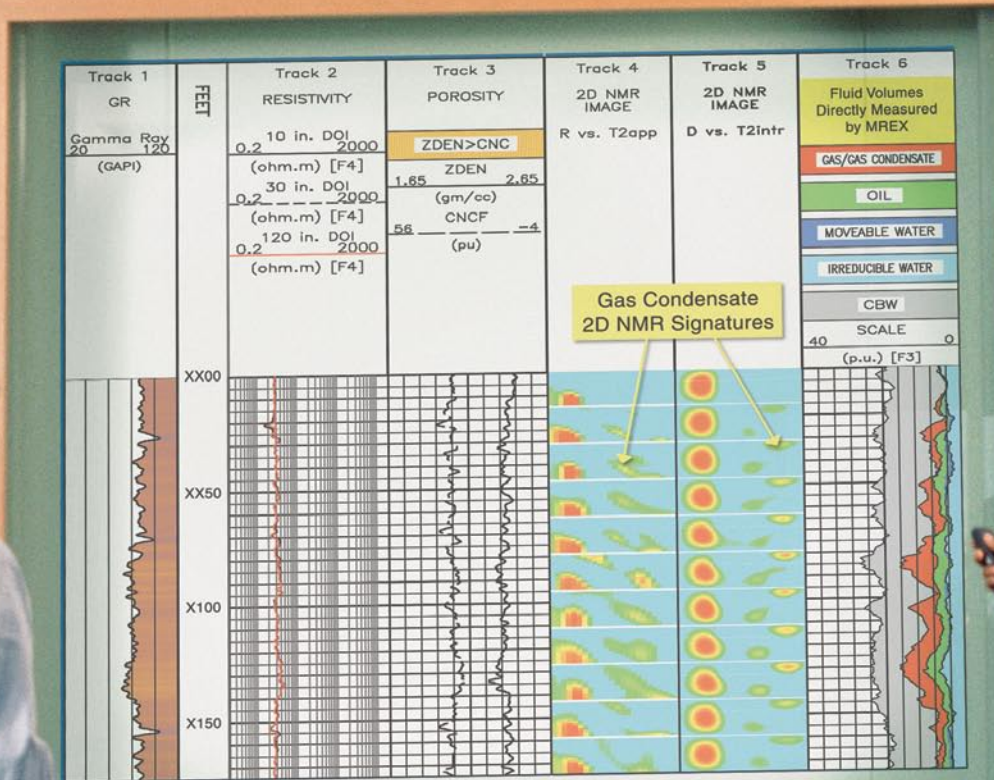 Track 1
GR
Gamma Ray
20 120
(GAPI)
FEET
Track 2
RESISTIVITY
10 in. DOI
0.2 2000
(ohm.m) [F4]
30 in. DOI
0.2 2000
(ohm.m) [F4]
120 in. DOI
0.2 2000
(ohm.m) [F4]
Track 3
POROSITY
ZDEN>CNC
ZDEN
1.65 2.65
(gm/cc)
CNCF
56 -4
(pu)
Track 4
2D NMR
IMAGE
R vs. T2app
Track 5
2D NMR
IMAGE
D vs. T2intr
Track 6
Fluid Volumes
Directly Measured
by MREX
GAS/GAS CONDENSATE
OIL
MOVEABLE WATER
IRREDUCIBLE WATER
CBW
SCALE
40 0
(p.u.) [F3]
Gas Condensate
2D NMR Signatures
XX00
XX50
X100
X150